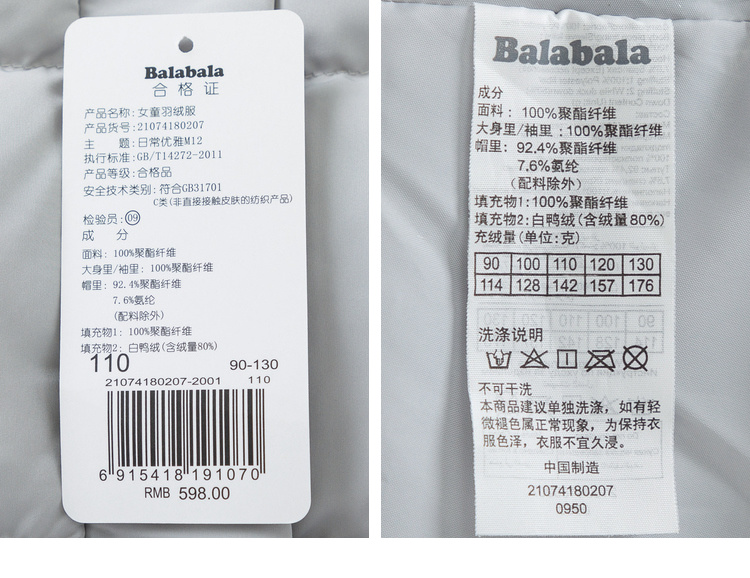 Balabala
合格证
产品名称:女童羽绒服
产品货号:21074180207
主 题:日常优雅M12
执行标准:GB/T14272-2011
产品等级:合格品
安全技术类别:符合GB31701
C类(非直接接触皮肤的纺织产品)
检验员:09
成 分
面料: 100%聚酯纤维
大身里/袖里: 100%聚酯纤维
帽里: 92.4%聚酯纤维
7.6%氨纶
(配料除外)
填充物1: 100%聚酯纤维
填充物2: 白鸭绒(含绒量80%)
110 90-130
21074180207-2001 110
6 915418 191070
RMB 598.00
Balabala
成分
面料: 100%聚酯纤维
大身里/袖里: 100%聚酯纤维
帽里: 92.4%聚酯纤维
7.6%氨纶
(配料除外)
填充物1:100%聚酯纤维
填充物2:白鸭绒(含绒量80%)
充绒量(单位:克)
90 100 110 120 130
114 128 142 157 176
洗涤说明
不可干洗
本商品建议单独洗涤，如有轻
微褪色属正常现象，为保持衣
服色泽，衣服不宜久浸。
中国制造
21074180207
0950